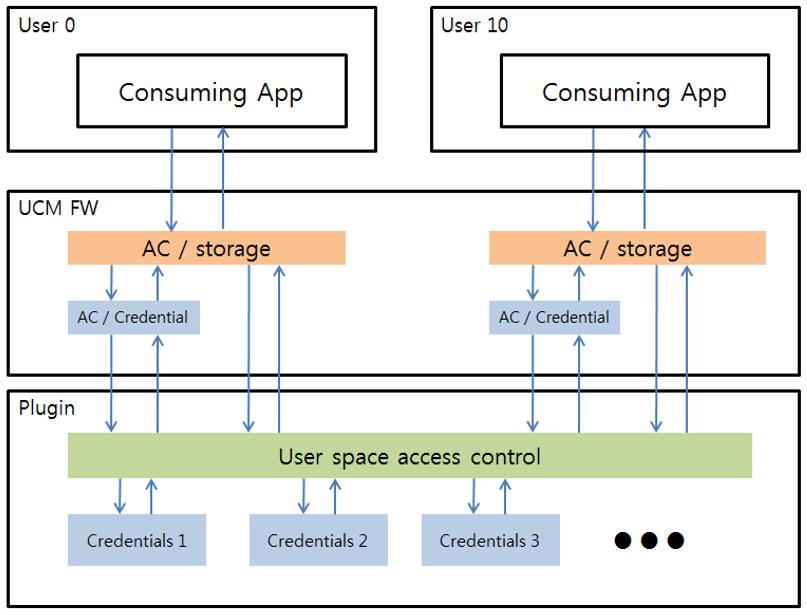 User 0
User 10
Consuming App
Consuming App
UCM FW
AC / storage
AC / storage
AC / Credential
AC / Credential
Plugin
User space access control
Credentials 1
Credentials 2
Credentials 3
●●●